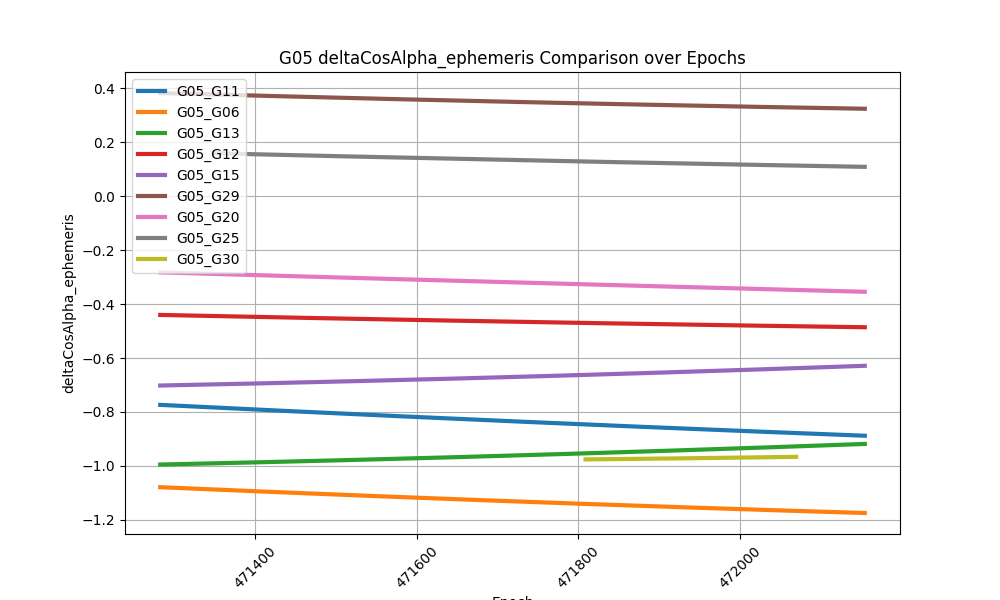 G05 deltaCosAlpha_ephemeris Comparison over Epochs
deltaCosAlpha_ephemeris
0.4
0.2
0.0
−0.2
−0.4
−0.6
−0.8
−1.0
−1.2
G05_G11
G05_G06
G05_G13
G05_G12
G05_G15
G05_G29
G05_G20
G05_G25
G05_G30
471400
471600
471800
472000
Epoch